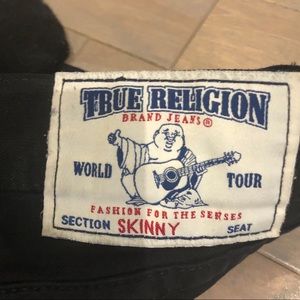 TRUE RELIGION
BRAND JEANS®
WORLD TOUR
FASHION FOR THE SENSES
SECTION SKINNY SEAT